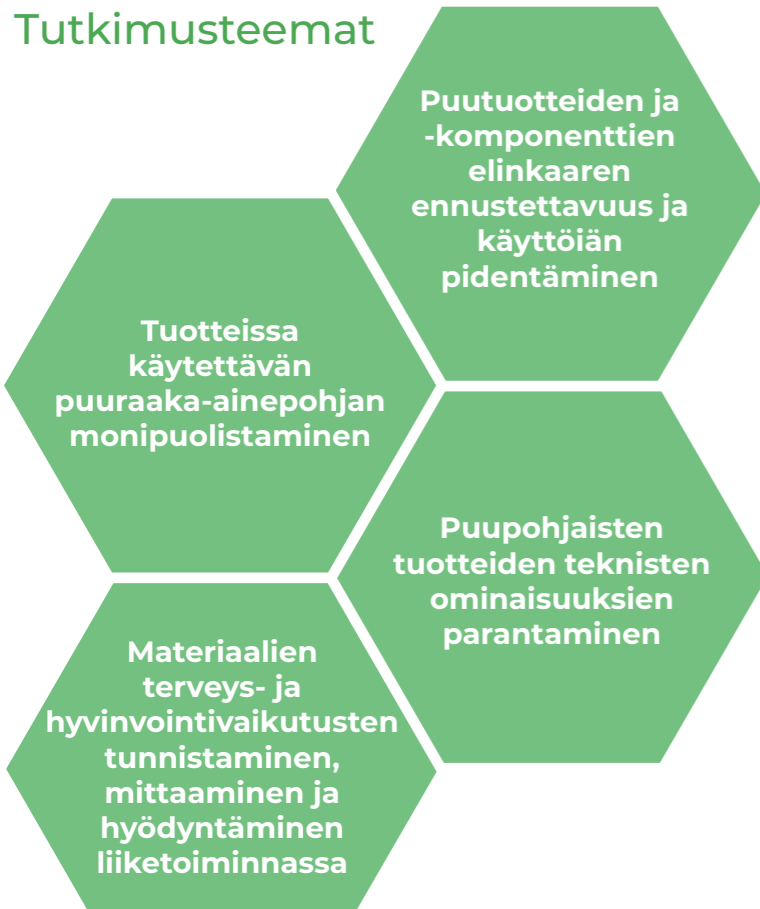 Tutkimusteemat
Puutuotteiden ja
-komponenttien
elinkaaren
ennustettavuus ja
käyttöiän
pidentäminen
Tuotteissa
käytettävän
puuraaka-ainepohjan
monipuolistaminen
Puupohjaisten
tuotteiden teknisten
ominaisuuksien
parantaminen
Materiaalien
terveys- ja
hyvinvointivaikutusten
tunnistaminen,
mittaaminen ja
hyödyntäminen
liiketoiminnassa